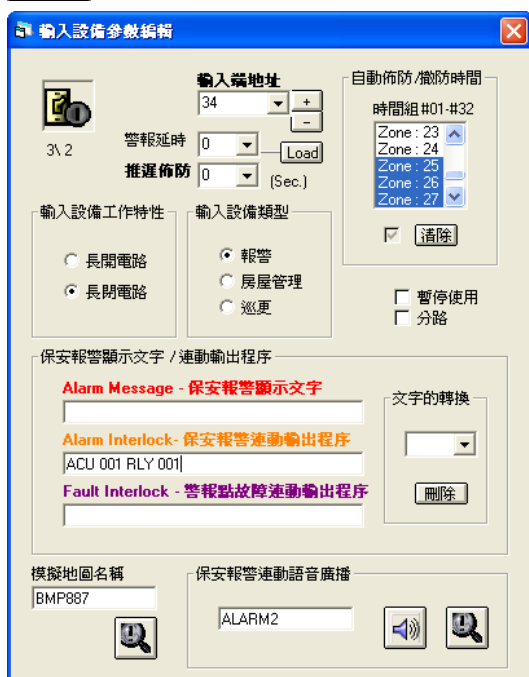 輸入設備參數編輯
輸入端地址
34
+
-
3\ 2
警報延時
0
Load
推遲佈防
0
(Sec.)
自動佈防/撤防時間
時間組#01-#32
Zone : 23
Zone : 24
Zone : 25
Zone : 26
Zone : 27
清除
輸入設備工作特性
長開電路
長閉電路
輸入設備類型
報警
房屋管理
巡更
暫停使用
分路
保安報警顯示文字 / 連動輸出程序
Alarm Message - 保安報警顯示文字
Alarm Interlock- 保安報警連動輸出程序
ACU 001 RLY 001
Fault Interlock - 警報點故障連動輸出程序
文字的轉換
刪除
模擬地圖名稱
BMP887
保安報警連動語音廣播
ALARM2